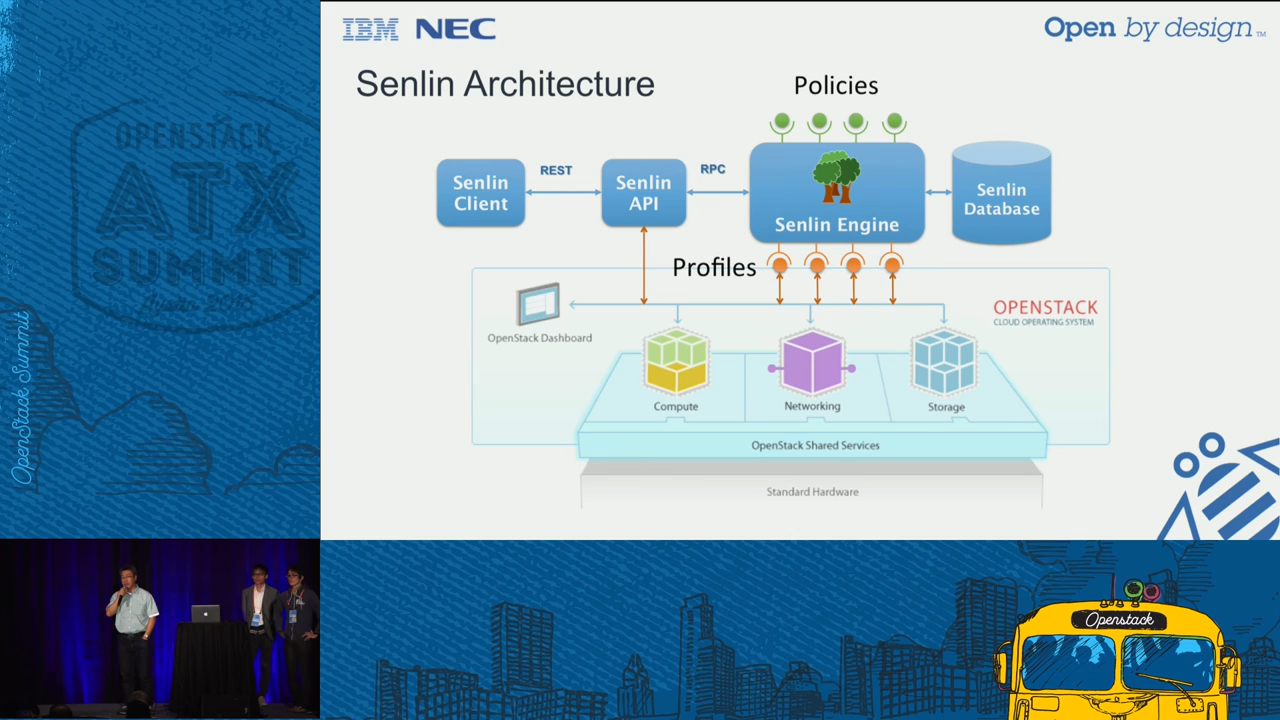 IBM NEC
Open by design™
Senlin Architecture
Policies
Senlin
Client
REST
Senlin
API
RPC
Senlin Engine
Senlin
Database
Profiles
OpenStack Dashboard
OPENSTACK
CLOUD OPERATING SYSTEM
Compute
Networking
Storage
OpenStack Shared Services
Standard Hardware
OPENSTACK
ATX
SUMMIT
OpenStack Summit
Openstack